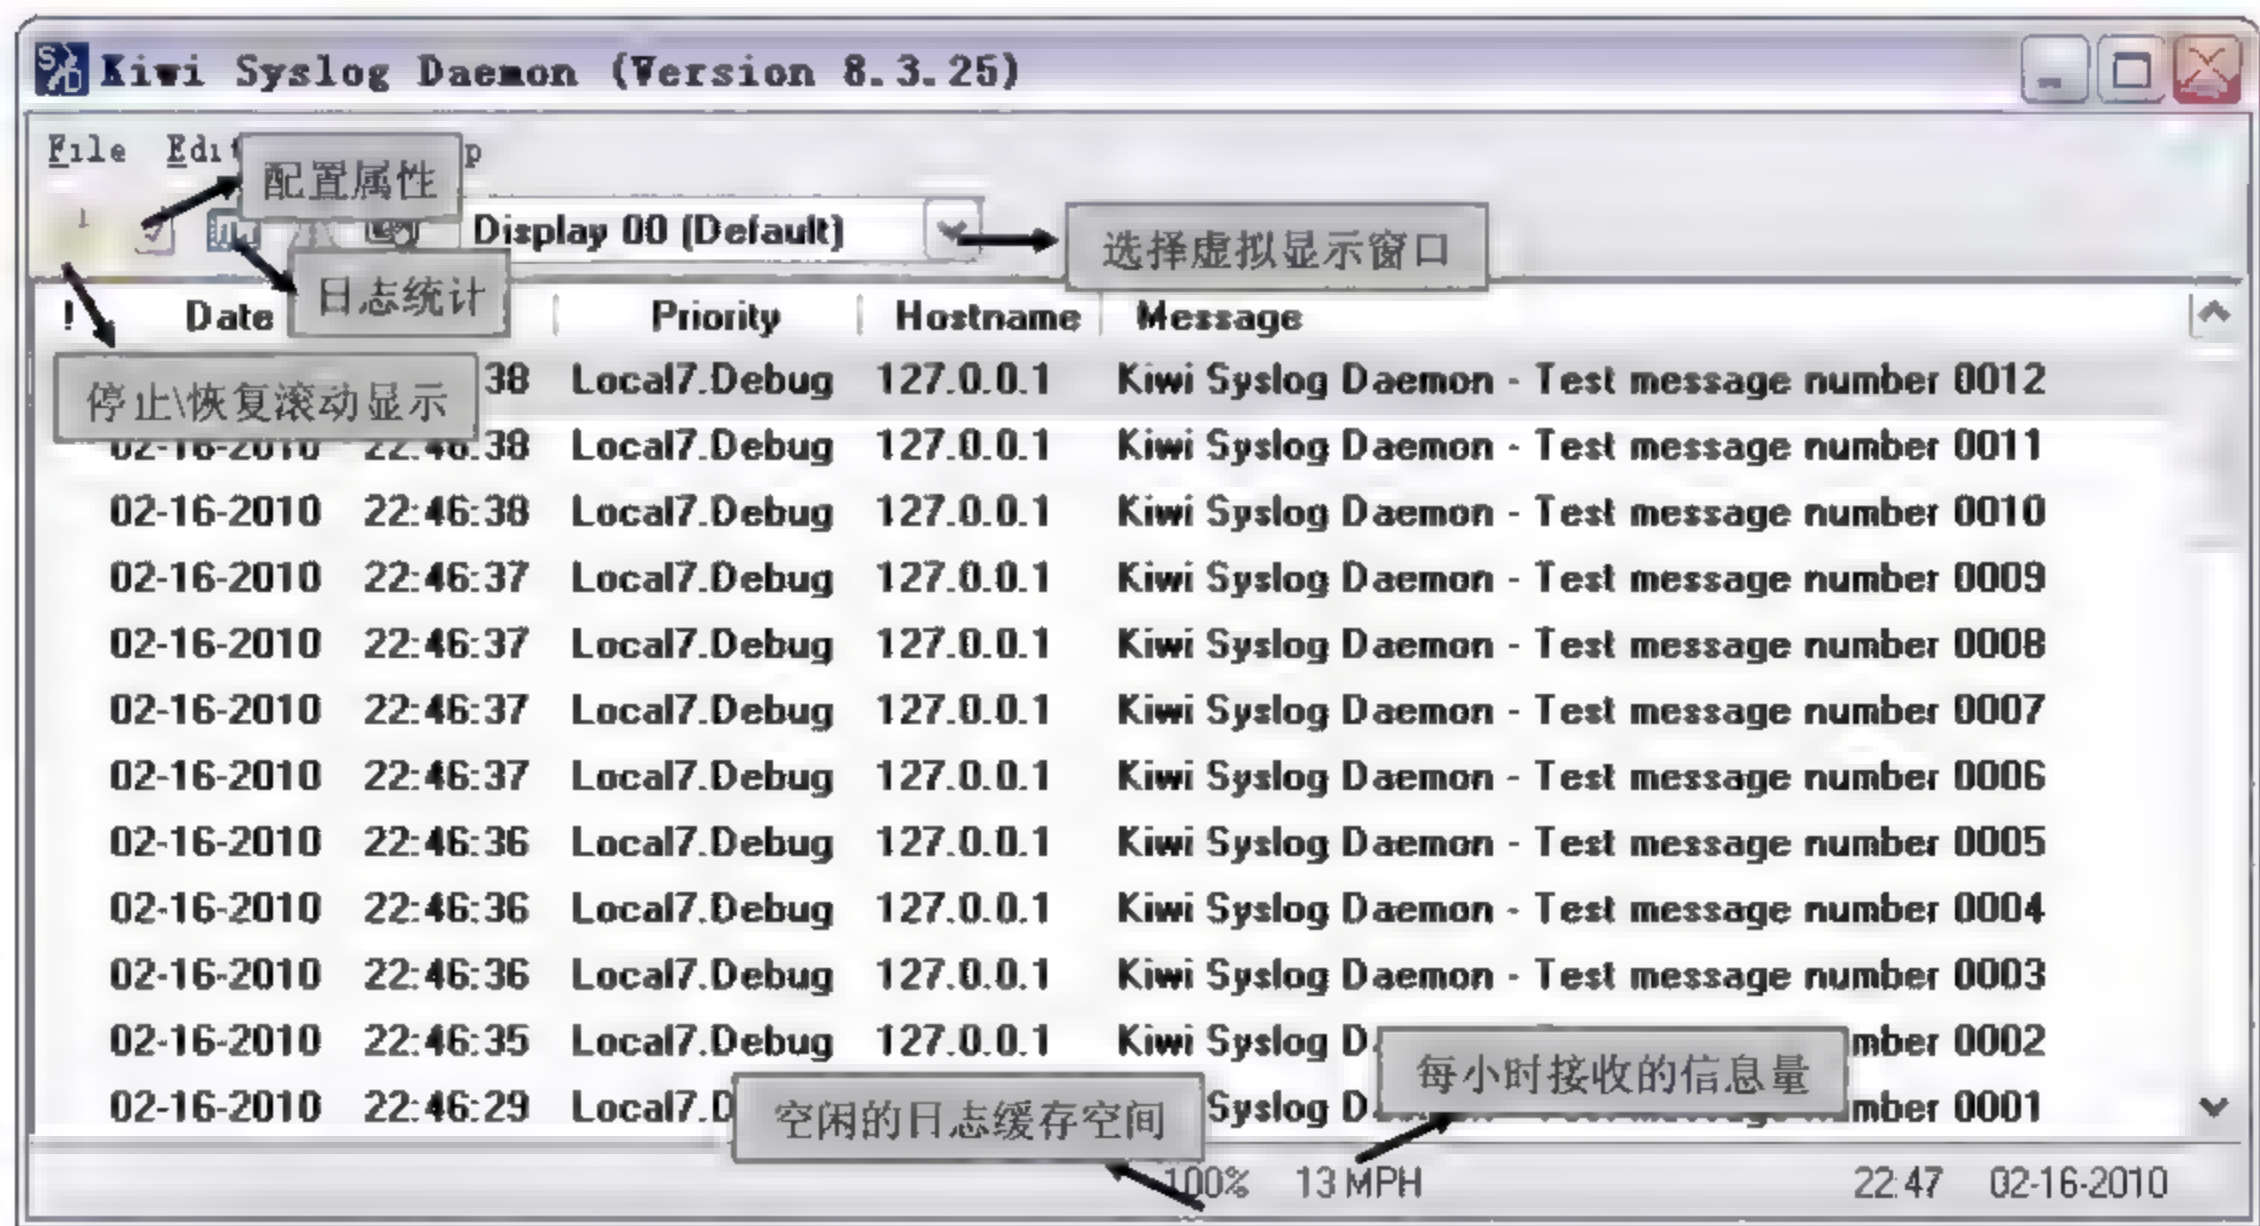 Kiwi Syslog Daemon (Version 8.3.25)
File Edi p
配置属性
Display 00 (Default)
选择虚拟显示窗口
日志统计
! Date Priority Hostname Message
停止\恢复滚动显示
38 Local7.Debug 127.0.0.1 Kiwi Syslog Daemon - Test message number 0012
02-16-2010 22:46:38 Local7.Debug 127.0.0.1 Kiwi Syslog Daemon - Test message number 0011
02-16-2010 22:46:38 Local7.Debug 127.0.0.1 Kiwi Syslog Daemon - Test message number 0010
02-16-2010 22:46:37 Local7.Debug 127.0.0.1 Kiwi Syslog Daemon - Test message number 0009
02-16-2010 22:46:37 Local7.Debug 127.0.0.1 Kiwi Syslog Daemon - Test message number 0008
02-16-2010 22:46:37 Local7.Debug 127.0.0.1 Kiwi Syslog Daemon - Test message number 0007
02-16-2010 22:46:37 Local7.Debug 127.0.0.1 Kiwi Syslog Daemon - Test message number 0006
02-16-2010 22:46:36 Local7.Debug 127.0.0.1 Kiwi Syslog Daemon - Test message number 0005
02-16-2010 22:46:36 Local7.Debug 127.0.0.1 Kiwi Syslog Daemon - Test message number 0004
02-16-2010 22:46:36 Local7.Debug 127.0.0.1 Kiwi Syslog Daemon - Test message number 0003
02-16-2010 22:46:35 Local7.Debug 127.0.0.1 Kiwi Syslog D mber 0002
每小时接收的信息量
02-16-2010 22:46:29 Local7.D Syslog D mber 0001
空闲的日志缓存空间
100% 13 MPH 22:47 02-16-2010